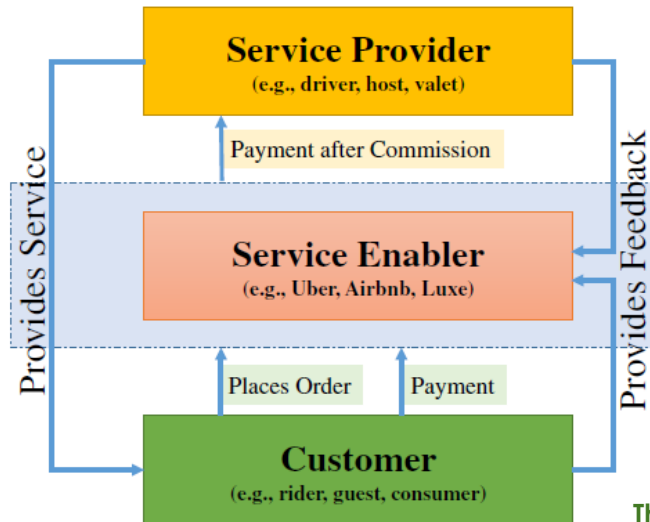 Service Provider
(e.g., driver, host, valet)
Payment after Commission
Provides Service
Provides Feedback
Service Enabler
(e.g., Uber, Airbnb, Luxe)
Places Order
Payment
Customer
(e.g., rider, guest, consumer)